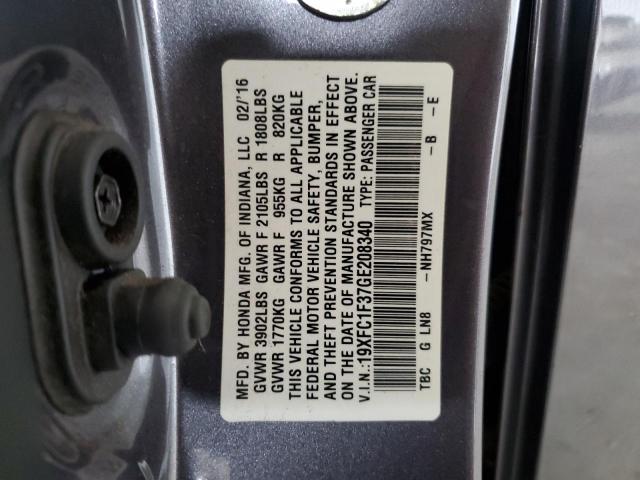 MFD. BY HONDA MFG. OF INDIANA, LLC 02/'16
GVWR 3902LBS GAWR F 2105LBS R 1808LBS
GVWR 1770KG GAWR F 955KG R 820KG
THIS VEHICLE CONFORMS TO ALL APPLICABLE
FEDERAL MOTOR VEHICLE SAFETY, BUMPER,
AND THEFT PREVENTION STANDARDS IN EFFECT
ON THE DATE OF MANUFACTURE SHOWN ABOVE.
V.I.N.:19XFC1F37GE208340 TYPE: PASSENGER CAR
TBC G LN8 -NH797MX -B -E